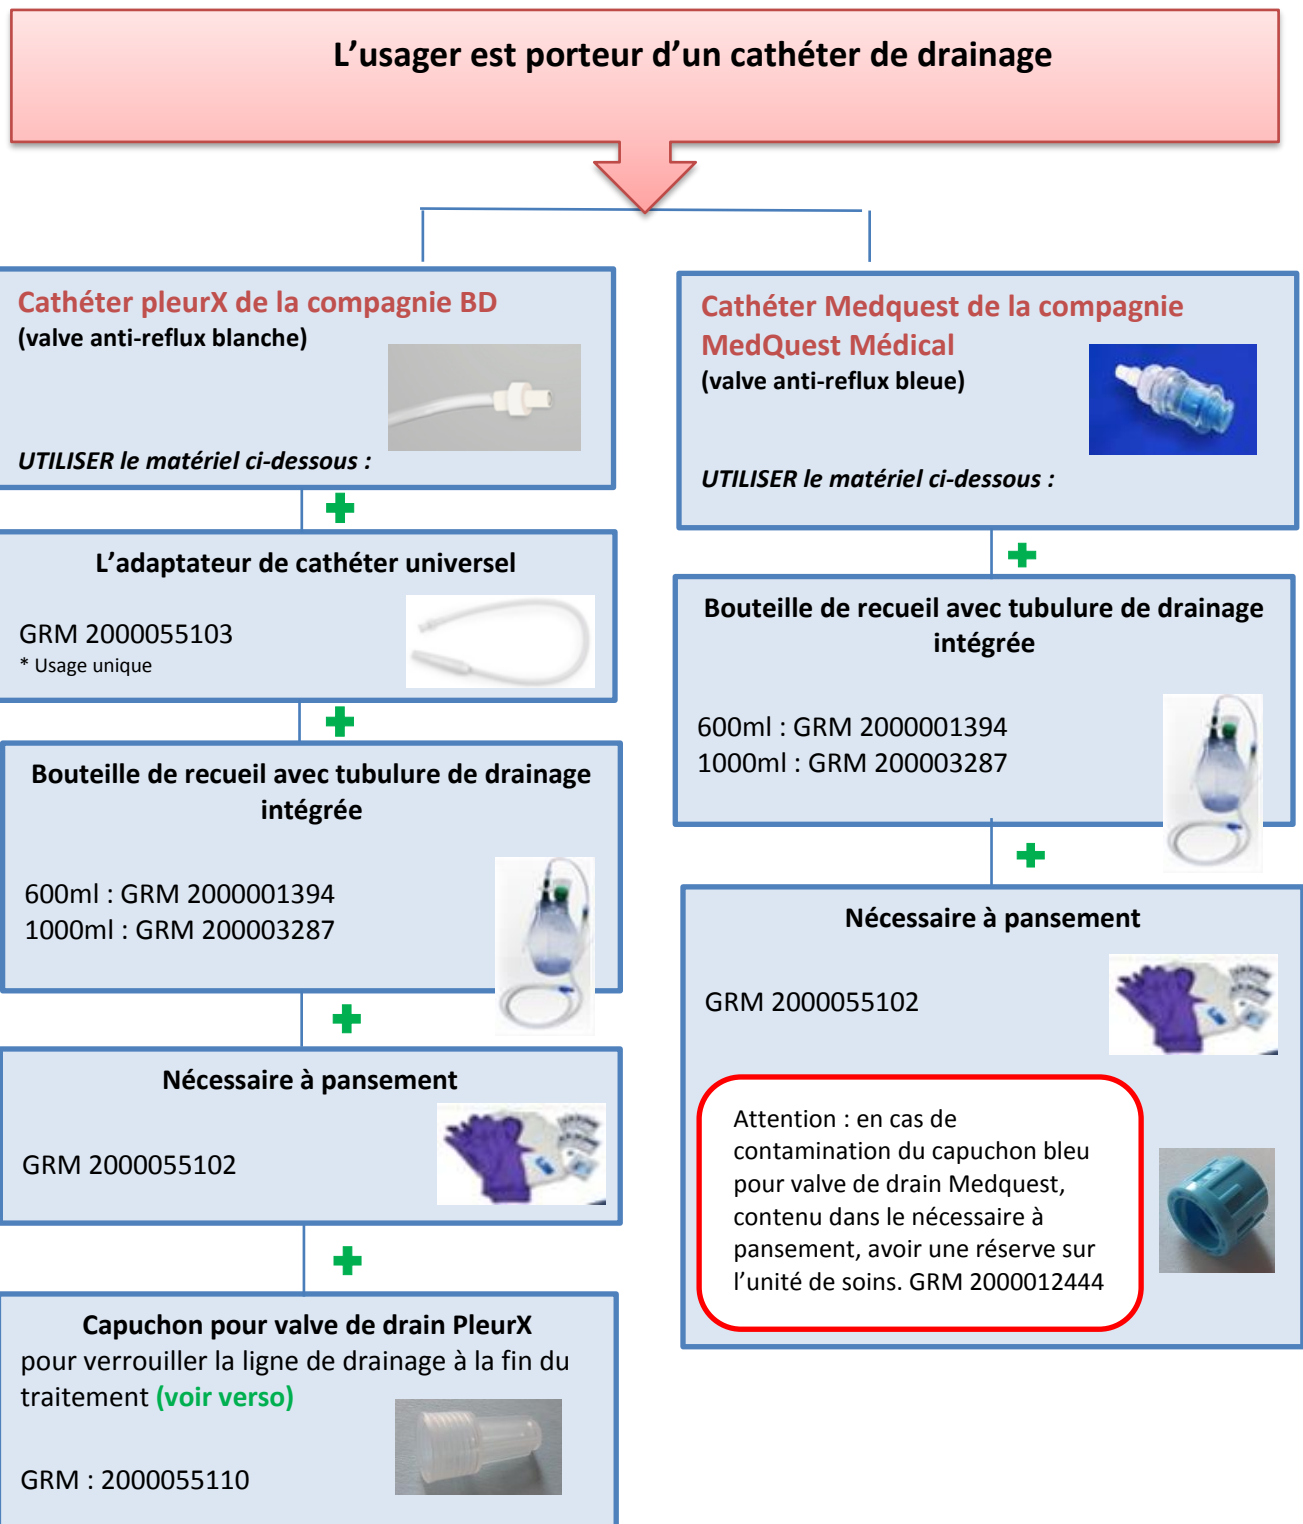 L’usager est porteur d’un cathéter de drainage
Cathéter pleurX de la compagnie BD
(valve anti-reflux blanche)
UTILISER le matériel ci-dessous :
L’adaptateur de cathéter universel
GRM 2000055103
* Usage unique
Bouteille de recueil avec tubulure de drainage
intégrée
600ml : GRM 2000001394
1000ml : GRM 200003287
Nécessaire à pansement
GRM 2000055102
Capuchon pour valve de drain PleurX
pour verrouiller la ligne de drainage à la fin du
traitement (voir verso)
GRM : 2000055110
Cathéter Medquest de la compagnie
MedQuest Médical
(valve anti-reflux bleue)
UTILISER le matériel ci-dessous :
Bouteille de recueil avec tubulure de drainage
intégrée
600ml : GRM 2000001394
1000ml : GRM 200003287
Nécessaire à pansement
GRM 2000055102
Attention : en cas de
contamination du capuchon bleu
pour valve de drain Medquest,
contenu dans le nécessaire à
pansement, avoir une réserve sur
l’unité de soins. GRM 2000012444